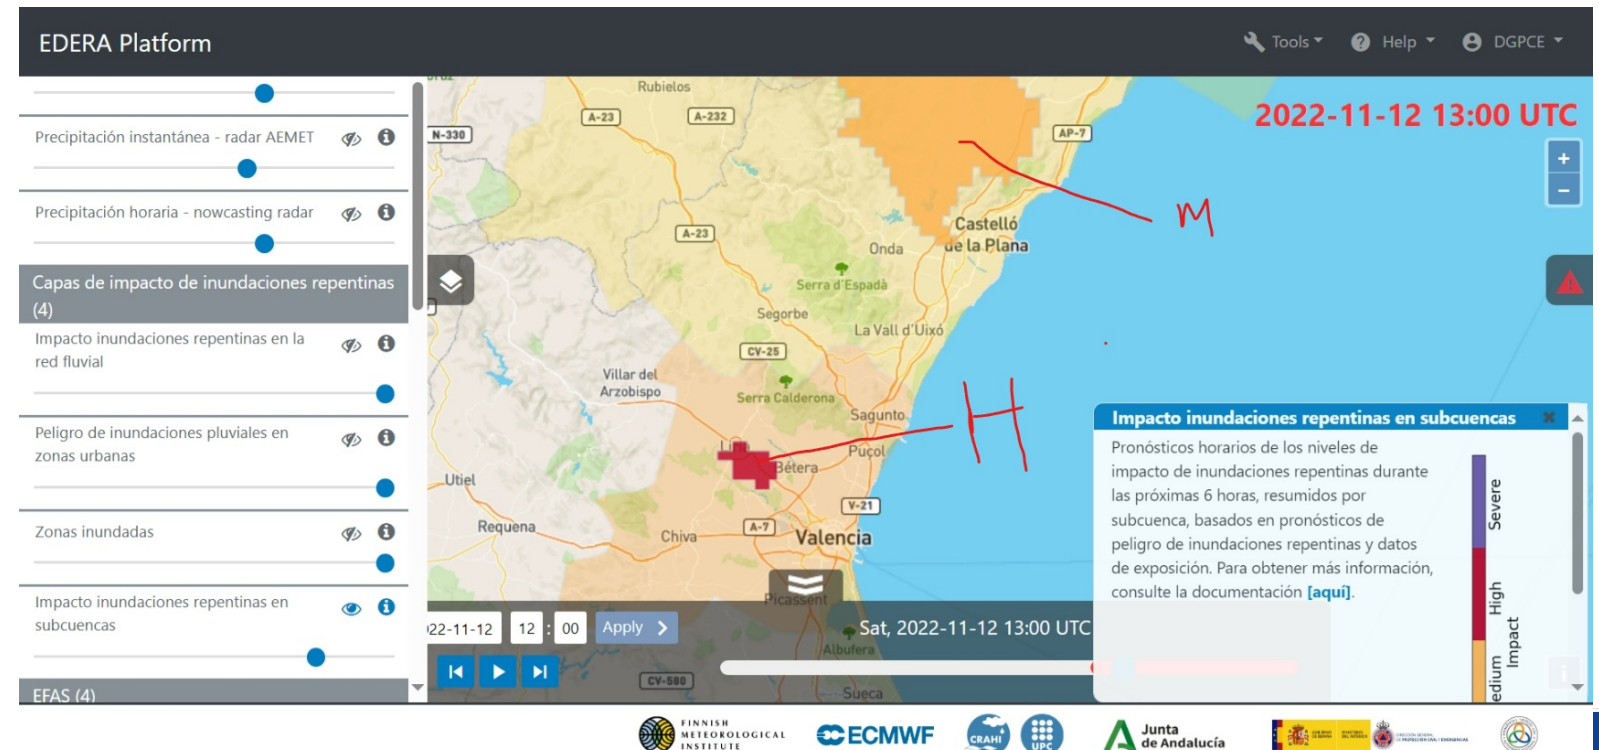 EDERA Platform
Tools
Help
DGPCE
Precipitación instantánea - radar AEMET
Precipitación horaria - nowcasting radar
Capas de impacto de inundaciones repentinas
(4)
Impacto inundaciones repentinas en la
red fluvial
Peligro de inundaciones pluviales en
zonas urbanas
Zonas inundadas
Impacto inundaciones repentinas en
subcuencas
EFAS (4)
2022-11-12 13:00 UTC
+
−
Rubielos
A-23
A-232
N-330
AP-7
M
Castelló
de la Plana
A-23
Onda
Serra d'Espadà
Segorbe
La Vall d'Uixó
CV-25
Villar del
Arzobispo
Serra Calderona
Sagunto
H
Puçol
Bétera
Utiel
V-21
Requena
Chiva
A-7
Valencia
Picassent
22-11-12
12 : 00
Apply
Sat, 2022-11-12 13:00 UTC
Albufera
CV-580
Sueca
Impacto inundaciones repentinas en subcuencas
Pronósticos horarios de los niveles de
impacto de inundaciones repentinas durante
las próximas 6 horas, resumidos por
subcuenca, basados en pronósticos de
peligro de inundaciones repentinas y datos
de exposición. Para obtener más información,
consulte la documentación [aquí].
Severe
High
edium
Impact
FINNISH
METEOROLOGICAL
INSTITUTE
ECMWF
CRAHI
UPC
Junta
de Andalucía